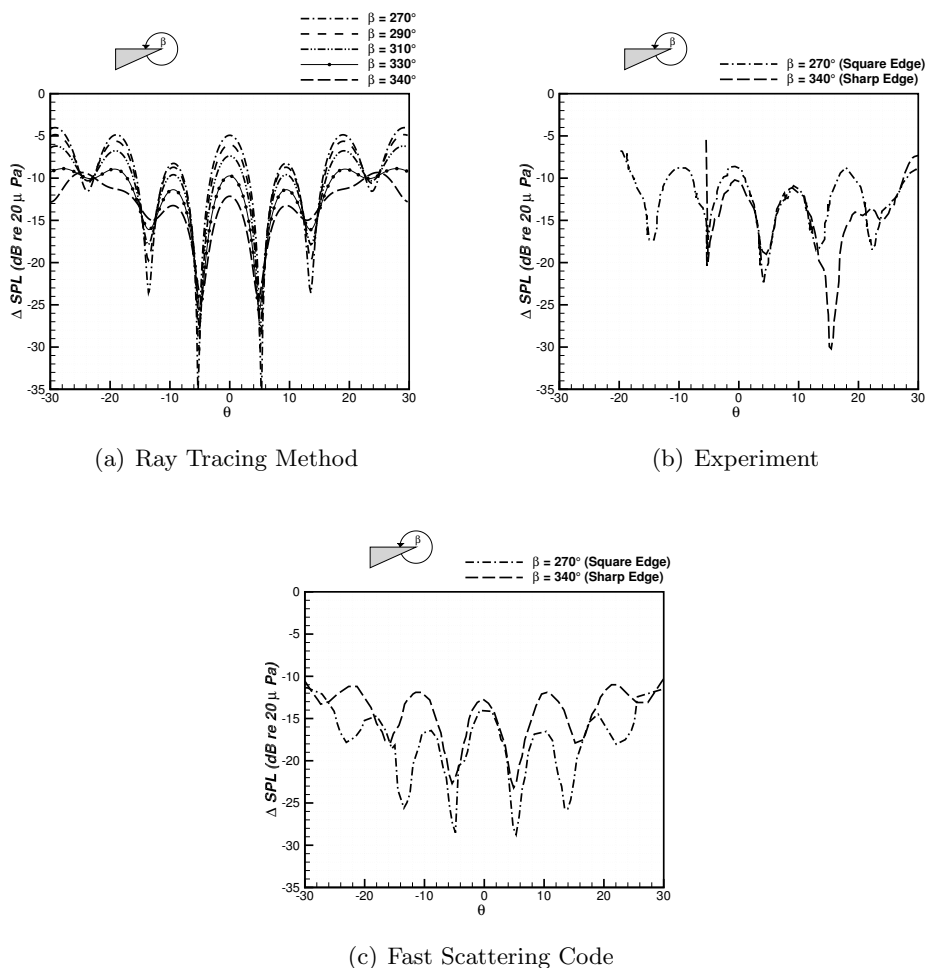 β
β = 270°
β = 290°
β = 310°
β = 330°
β = 340°
Δ SPL (dB re 20 μ Pa)
0
-5
-10
-15
-20
-25
-30
-35
-30 -20 -10 0 10 20 30
θ
(a) Ray Tracing Method
β
β = 270° (Square Edge)
β = 340° (Sharp Edge)
Δ SPL (dB re 20 μ Pa)
0
-5
-10
-15
-20
-25
-30
-35
-30 -20 -10 0 10 20 30
θ
(b) Experiment
β
β = 270° (Square Edge)
β = 340° (Sharp Edge)
Δ SPL (dB re 20 μ Pa)
0
-5
-10
-15
-20
-25
-30
-35
-30 -20 -10 0 10 20 30
θ
(c) Fast Scattering Code